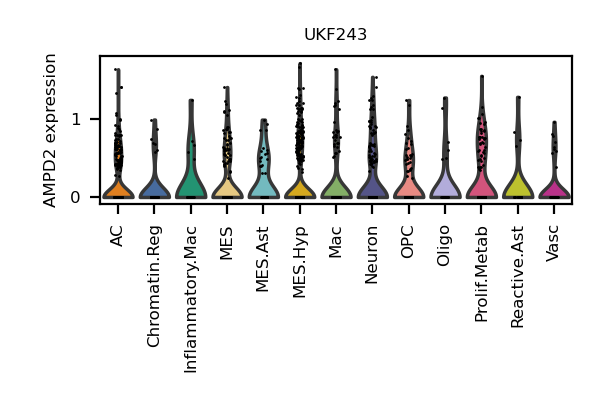 UKF243
AMPD2 expression
1
0
AC
Chromatin.Reg
Inflammatory.Mac
MES
MES.Ast
MES.Hyp
Mac
Neuron
OPC
Oligo
Prolif.Metab
Reactive.Ast
Vasc